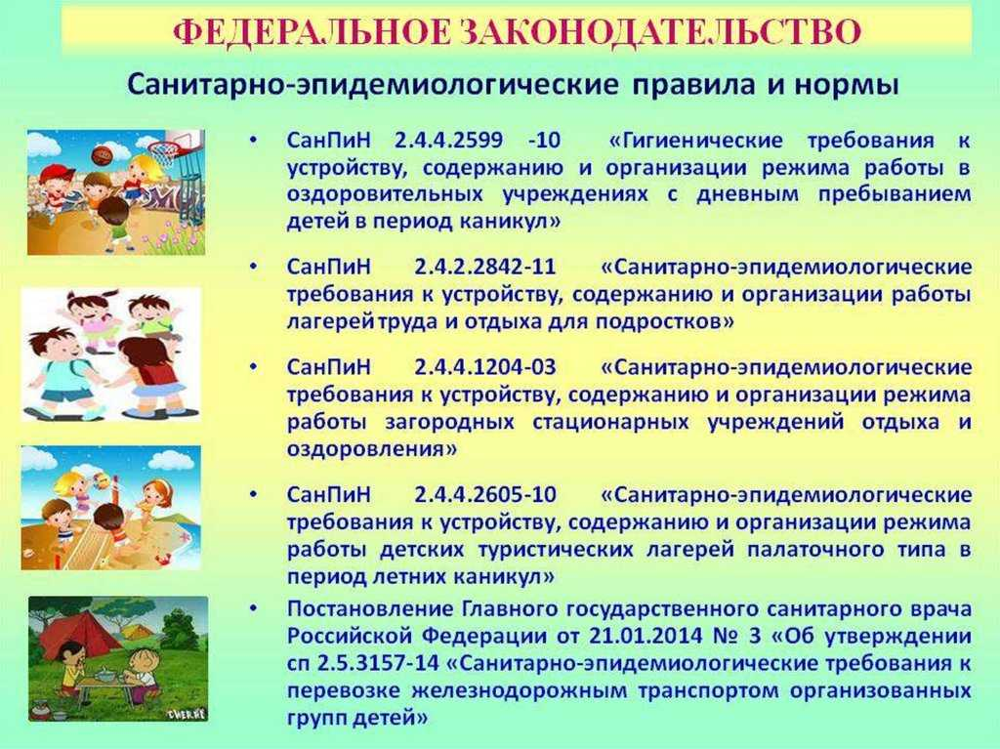 ФЕДЕРАЛЬНОЕ ЗАКОНОДАТЕЛЬСТВО
Санитарно-эпидемиологические правила и нормы
• СанПиН 2.4.4.2599 -10 «Гигиенические требования к
устройству, содержанию и организации режима работы в
оздоровительных учреждениях с дневным пребыванием
детей в период каникул»
• СанПиН 2.4.2.2842-11 «Санитарно-эпидемиологические
требования к устройству, содержанию и организации работы
лагерей труда и отдыха для подростков»
• СанПиН 2.4.4.1204-03 «Санитарно-эпидемиологические
требования к устройству, содержанию и организации режима
работы загородных стационарных учреждений отдыха и
оздоровления»
• СанПиН 2.4.4.2605-10 «Санитарно-эпидемиологические
требования к устройству, содержанию и организации режима
работы детских туристических лагерей палаточного типа в
период летних каникул»
• Постановление Главного государственного санитарного врача
Российской Федерации от 21.01.2014 № 3 «Об утверждении
сп 2.5.3157-14 «Санитарно-эпидемиологические требования к
перевозке железнодорожным транспортом организованных
групп детей»